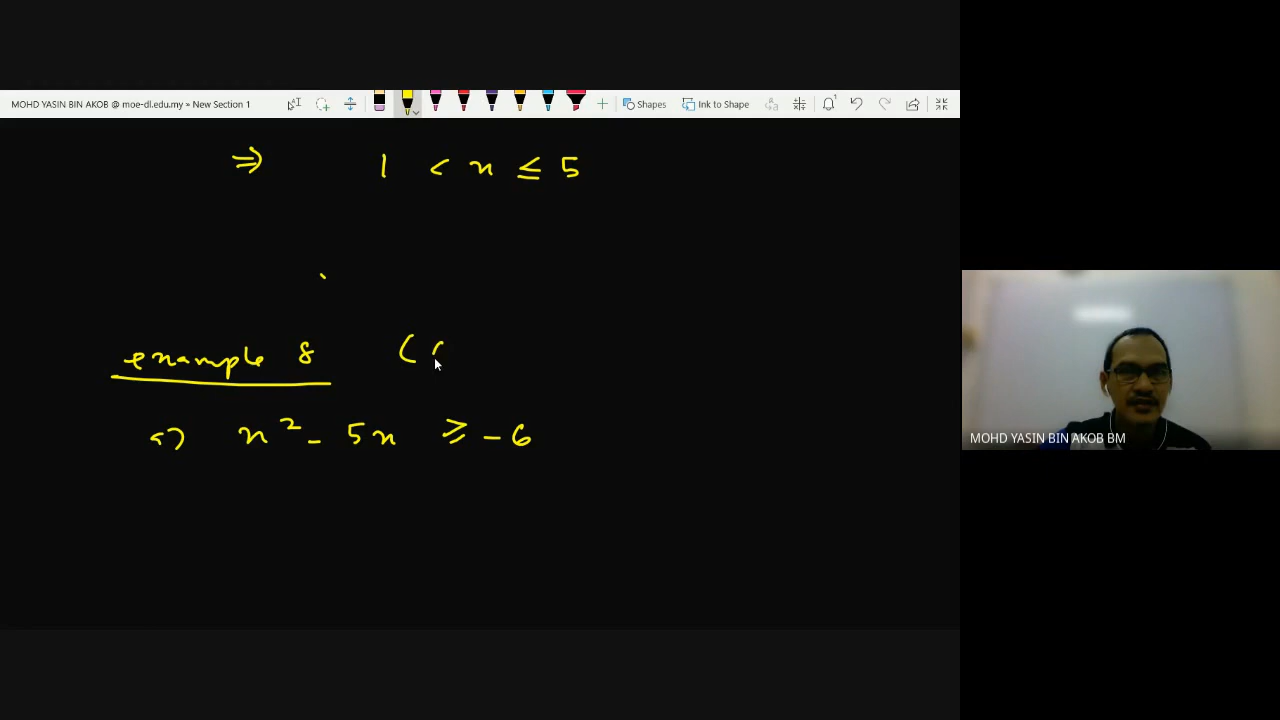 MOHD YASIN BIN AKOB @ moe-dl.edu.my » New Section 1
Shapes Ink to Shape
⇒ 1 < x ≤ 5
example 8 (
a) x² - 5x ≥ -6
MOHD YASIN BIN AKOB BM